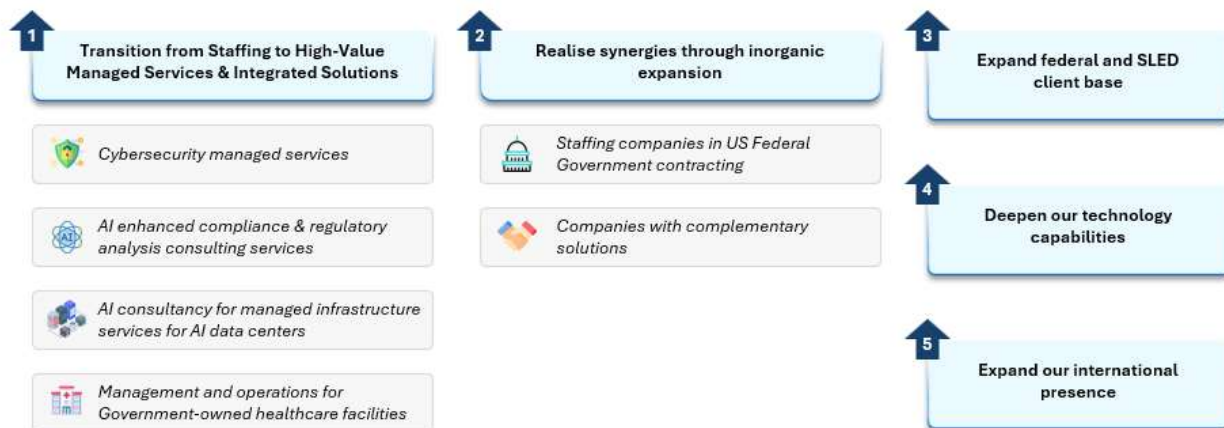 1
Transition from Staffing to High-Value
Managed Services & Integrated Solutions
Cybersecurity managed services
AI
AI enhanced compliance & regulatory
analysis consulting services
AI consultancy for managed infrastructure
services for AI data centers
Management and operations for
Government-owned healthcare facilities
2
Realise synergies through inorganic
expansion
Staffing companies in US Federal
Government contracting
Companies with complementary
solutions
3
Expand federal and SLED
client base
4
Deepen our technology
capabilities
5
Expand our international
presence